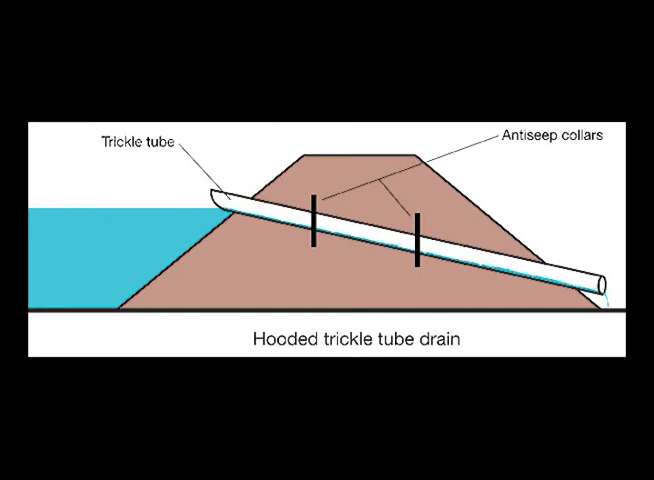 Trickle tube
Antiseep collars
Hooded trickle tube drain